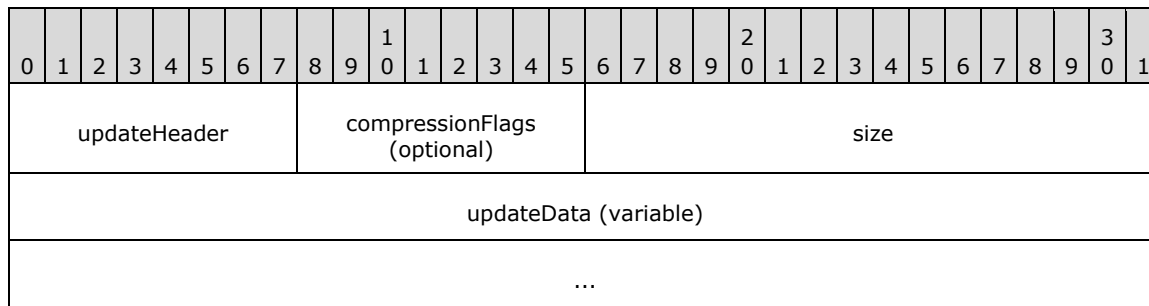 1 2 3
0 1 2 3 4 5 6 7 8 9 0 1 2 3 4 5 6 7 8 9 0 1 2 3 4 5 6 7 8 9 0 1
updateHeader compressionFlags size
(optional)
updateData (variable)
...